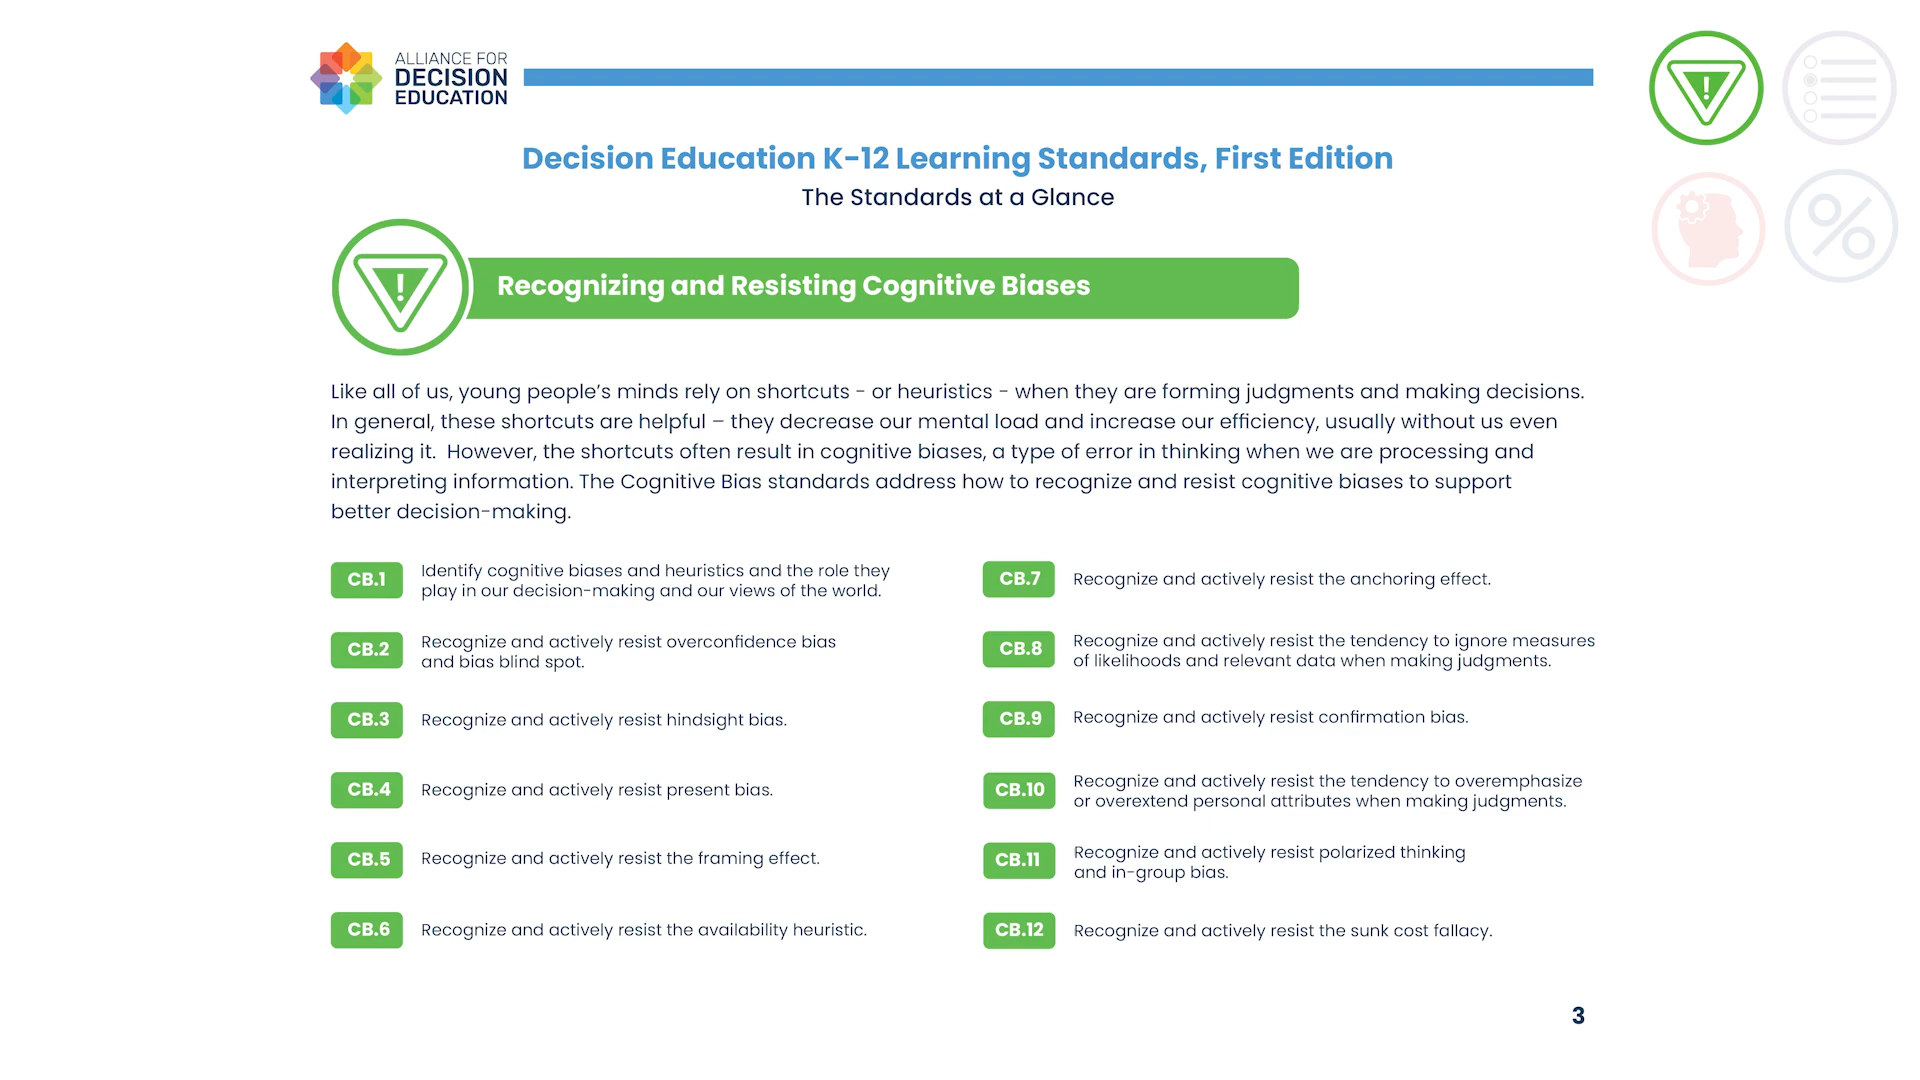 ALLIANCE FOR
DECISION
EDUCATION
Decision Education K-12 Learning Standards, First Edition
The Standards at a Glance
Recognizing and Resisting Cognitive Biases
Like all of us, young people's minds rely on shortcuts - or heuristics - when they are forming judgments and making decisions.
In general, these shortcuts are helpful – they decrease our mental load and increase our efficiency, usually without us even
realizing it. However, the shortcuts often result in cognitive biases, a type of error in thinking when we are processing and
interpreting information. The Cognitive Bias standards address how to recognize and resist cognitive biases to support
better decision-making.
CB.1
Identify cognitive biases and heuristics and the role they
play in our decision-making and our views of the world.
CB.2
Recognize and actively resist overconfidence bias
and bias blind spot.
CB.3
Recognize and actively resist hindsight bias.
CB.4
Recognize and actively resist present bias.
CB.5
Recognize and actively resist the framing effect.
CB.6
Recognize and actively resist the availability heuristic.
CB.7
Recognize and actively resist the anchoring effect.
CB.8
Recognize and actively resist the tendency to ignore measures
of likelihoods and relevant data when making judgments.
CB.9
Recognize and actively resist confirmation bias.
CB.10
Recognize and actively resist the tendency to overemphasize
or overextend personal attributes when making judgments.
CB.11
Recognize and actively resist polarized thinking
and in-group bias.
CB.12
Recognize and actively resist the sunk cost fallacy.
3